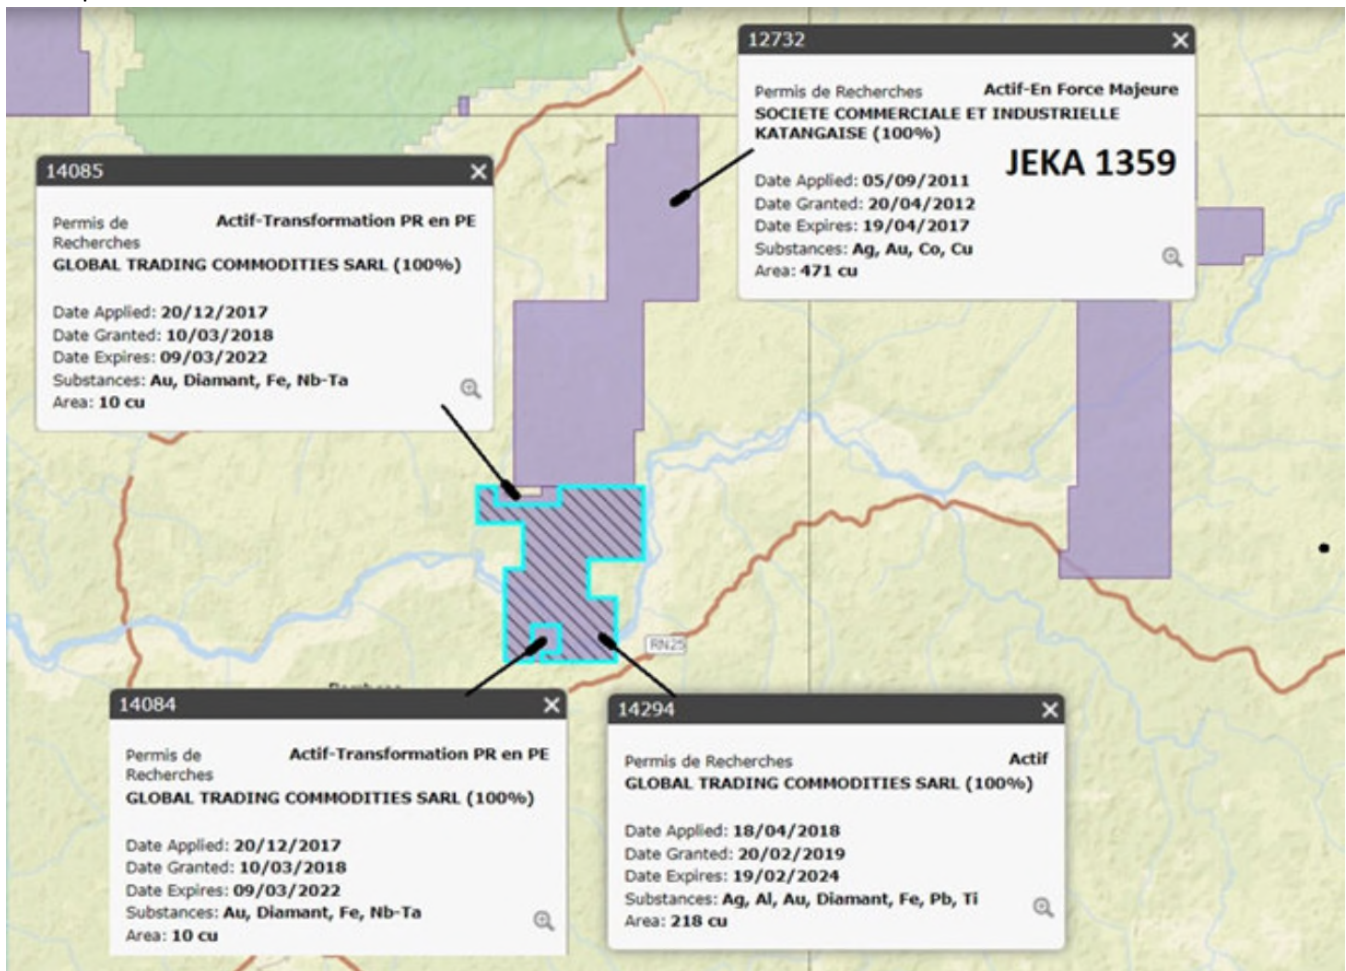 12732
Permis de Recherches Actif-En Force Majeure
SOCIETE COMMERCIALE ET INDUSTRIELLE
KATANGAISE (100%)
JEKA 1359
Date Applied: 05/09/2011
Date Granted: 20/04/2012
Date Expires: 19/04/2017
Substances: Ag, Au, Co, Cu
Area: 471 cu
14085
Permis de Actif-Transformation PR en PE
Recherches
GLOBAL TRADING COMMODITIES SARL (100%)
Date Applied: 20/12/2017
Date Granted: 10/03/2018
Date Expires: 09/03/2022
Substances: Au, Diamant, Fe, Nb-Ta
Area: 10 cu
RN25
14084
Permis de Actif-Transformation PR en PE
Recherches
GLOBAL TRADING COMMODITIES SARL (100%)
Date Applied: 20/12/2017
Date Granted: 10/03/2018
Date Expires: 09/03/2022
Substances: Au, Diamant, Fe, Nb-Ta
Area: 10 cu
14294
Permis de Recherches Actif
GLOBAL TRADING COMMODITIES SARL (100%)
Date Applied: 18/04/2018
Date Granted: 20/02/2019
Date Expires: 19/02/2024
Substances: Ag, Al, Au, Diamant, Fe, Pb, Ti
Area: 218 cu